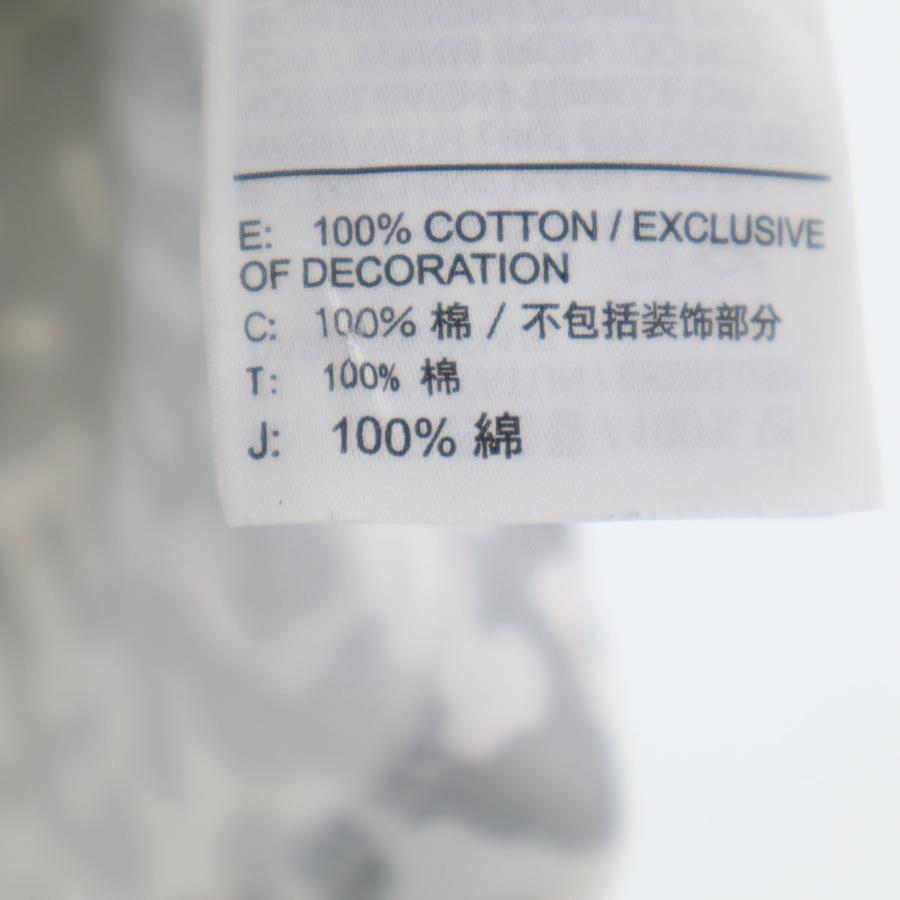 E: 100% COTTON / EXCLUSIVE
OF DECORATION
C: 100% 棉 / 不包括装饰部分
T: 100% 棉
J: 100% 綿